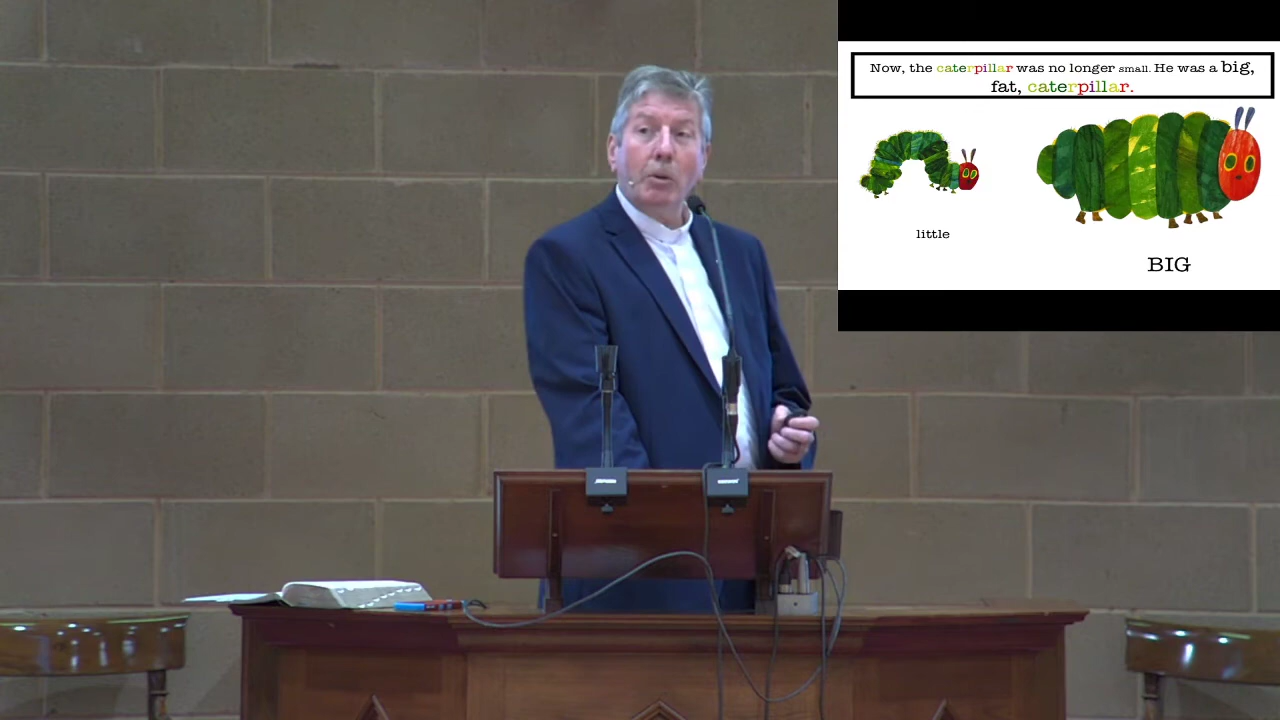 Now, the caterpillar was no longer small. He was a big,
fat, caterpillar.
little
BIG